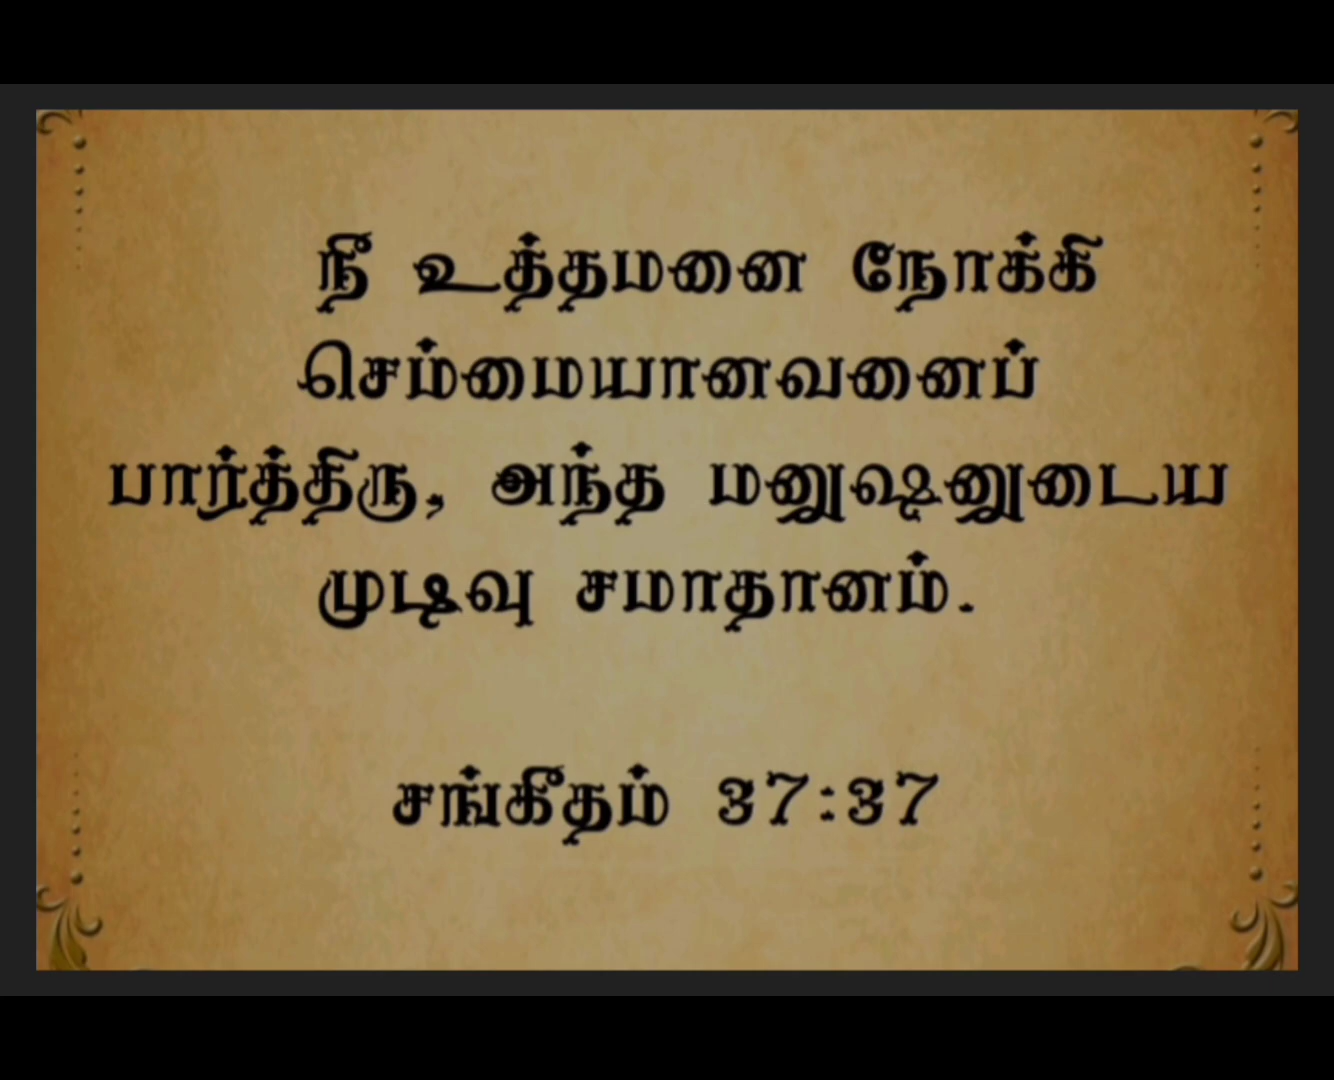 நீ உத்தமனை நோக்கி
செம்மையானவனைப்
பார்த்திரு, அந்த மனுஷனுடைய
முடிவு சமாதானம்.
சங்கீதம் 37:37